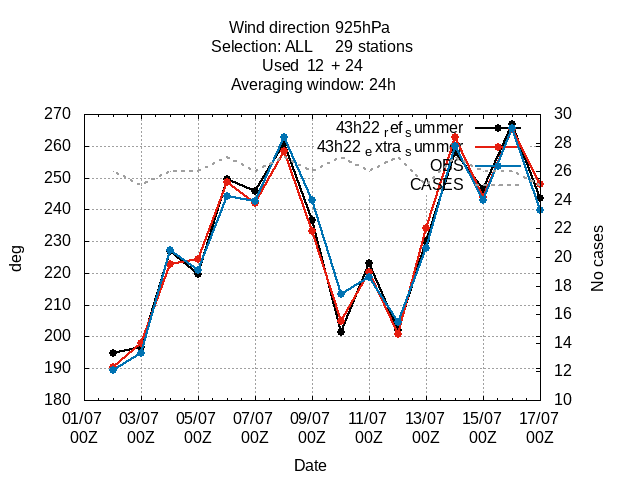 Wind direction 925hPa
Selection: ALL 29 stations
Used 12 + 24
Averaging window: 24h
270 30
260 28
250 26
240 24
230 22
220 20
210 18
200 16
190 14
180 12
10
deg
No cases
43h22 ref summer
43h22 extra summer
OBS
CASES
01/07 03/07 05/07 07/07 09/07 11/07 13/07 15/07 17/07
00Z 00Z 00Z 00Z 00Z 00Z 00Z 00Z 00Z
Date